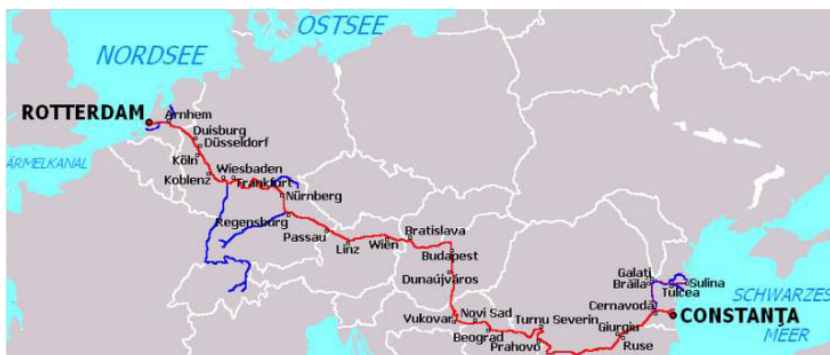 OSTSEE
NORDSEE
ROTTERDAM
Arnhem
Duisburg
Düsseldorf
Köln
ÄRMELKANAL
Koblenz
Wiesbaden
Frankfurt
Nürnberg
Regensburg
Passau
Linz
Wien
Bratislava
Budapest
Dunaújváros
Vukovar
Novi Sad
Beograd
Turnu Severin
Prahovo
Giurgiu
Ruse
Galați
Brăila
Tulcea
Sulina
Cernavodă
SCHWARZES
CONSTANȚA
MEER